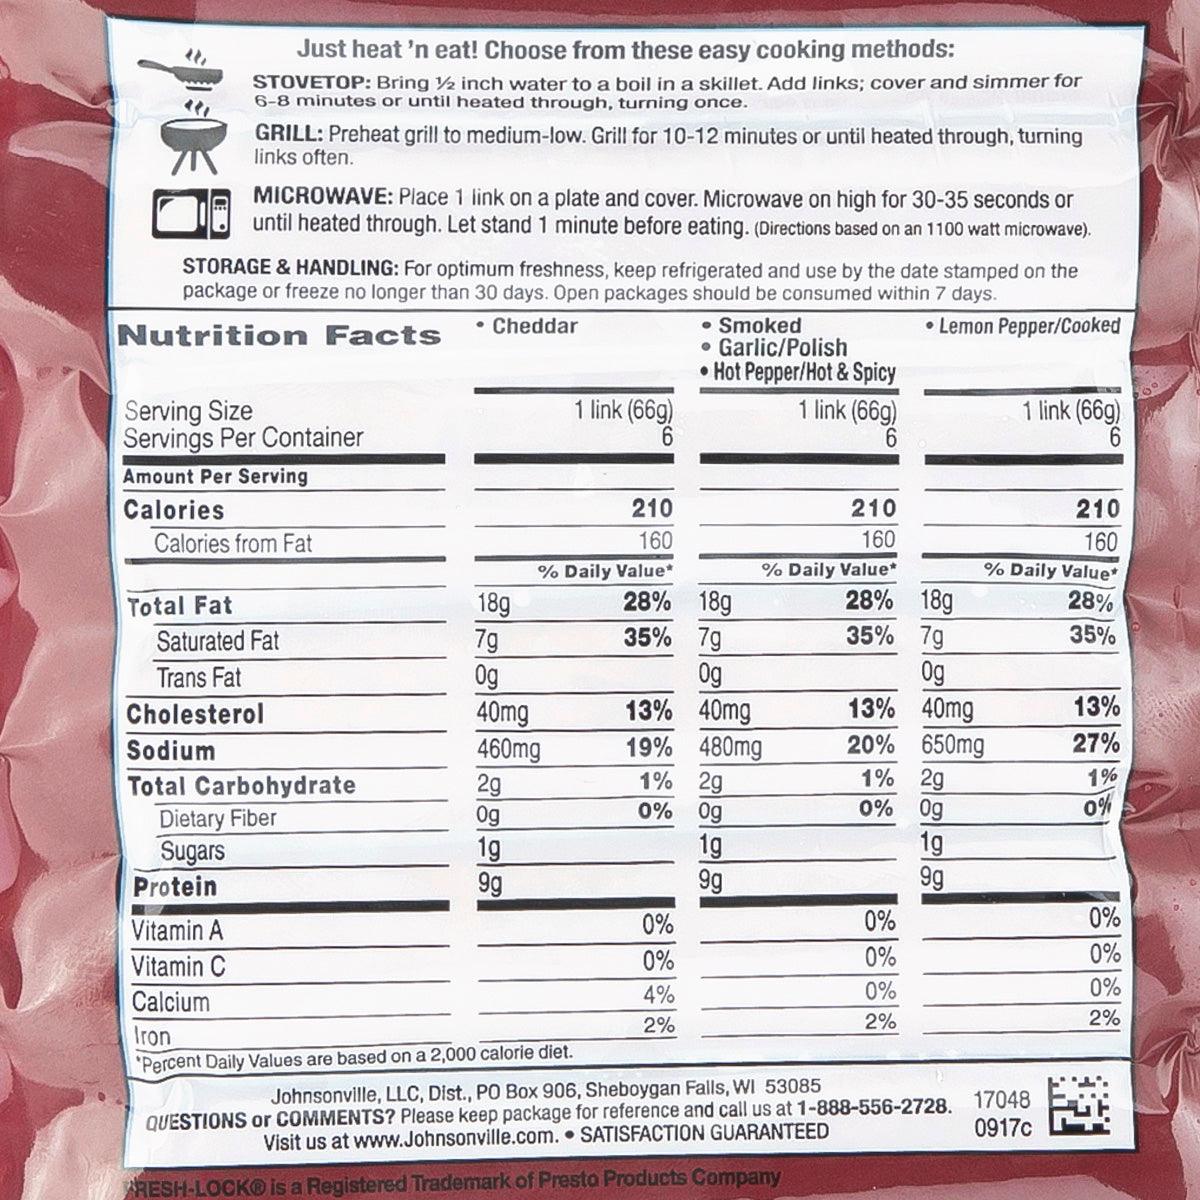 Just heat 'n eat! Choose from these easy cooking methods:
STOVETOP: Bring ½ inch water to a boil in a skillet. Add links; cover and simmer for
6-8 minutes or until heated through, turning once.
GRILL: Preheat grill to medium-low. Grill for 10-12 minutes or until heated through, turning
links often.
MICROWAVE: Place 1 link on a plate and cover. Microwave on high for 30-35 seconds or
until heated through. Let stand 1 minute before eating. (Directions based on an 1100 watt microwave).
STORAGE & HANDLING: For optimum freshness, keep refrigerated and use by the date stamped on the
package or freeze no longer than 30 days. Open packages should be consumed within 7 days.
Nutrition Facts • Cheddar • Smoked • Lemon Pepper/Cooked
• Garlic/Polish
• Hot Pepper/Hot & Spicy
Serving Size 1 link (66g) 1 link (66g) 1 link (66g)
Servings Per Container 6 6 6
Amount Per Serving
Calories 210 210 210
Calories from Fat 160 160 160
% Daily Value* % Daily Value* % Daily Value*
Total Fat 18g 28% 18g 28% 18g 28%
Saturated Fat 7g 35% 7g 35% 7g 35%
Trans Fat 0g 0g 0g
Cholesterol 40mg 13% 40mg 13% 40mg 13%
Sodium 460mg 19% 480mg 20% 650mg 27%
Total Carbohydrate 2g 1% 2g 1% 2g 1%
Dietary Fiber 0g 0% 0g 0% 0g 0%
Sugars 1g 1g 1g
Protein 9g 9g 9g
Vitamin A 0% 0% 0%
Vitamin C 0% 0% 0%
Calcium 4% 0% 0%
Iron 2% 2% 2%
*Percent Daily Values are based on a 2,000 calorie diet.
Johnsonville, LLC, Dist., PO Box 906, Sheboygan Falls, WI 53085
QUESTIONS or COMMENTS? Please keep package for reference and call us at 1-888-556-2728.
Visit us at www.Johnsonville.com. • SATISFACTION GUARANTEED
17048
0917c
FRESH-LOCK® is a Registered Trademark of Presto Products Company